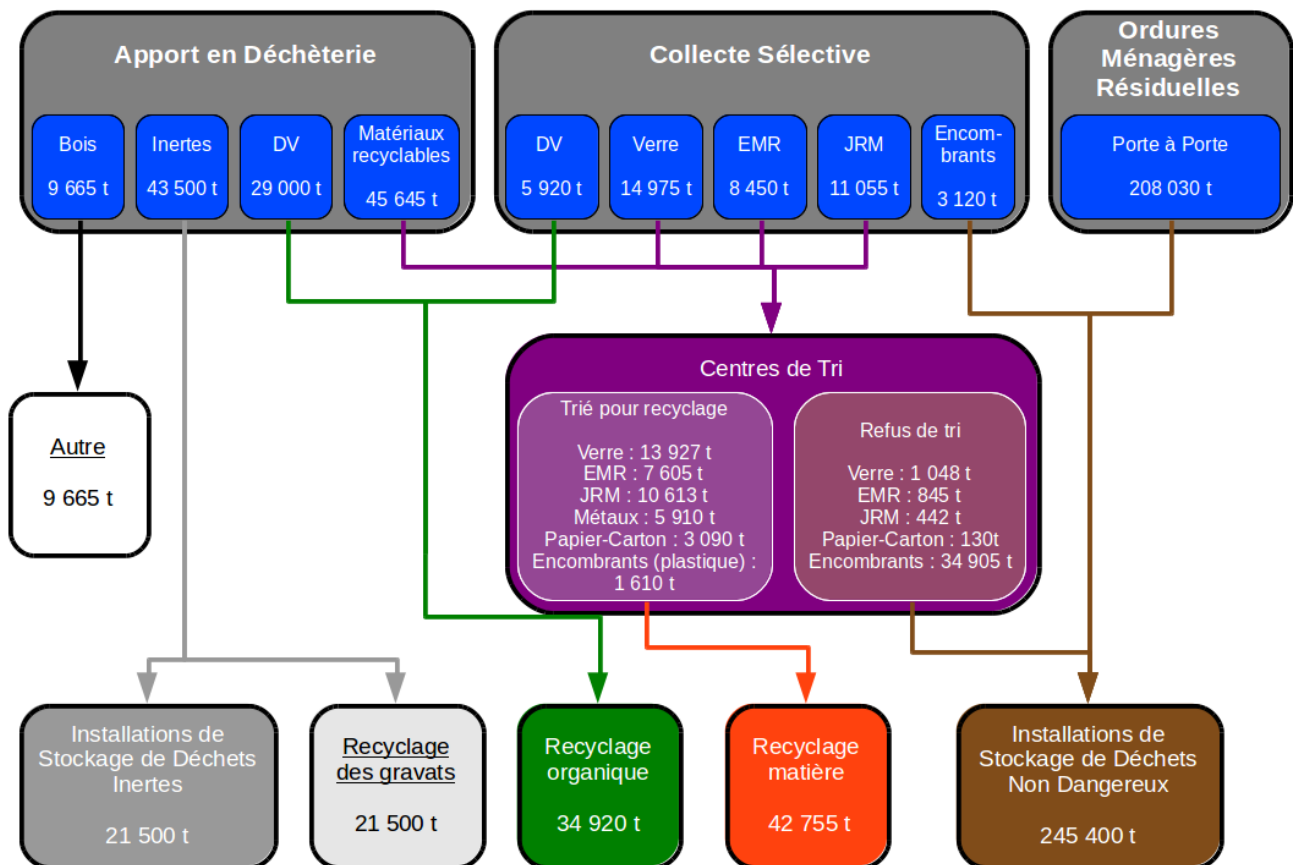 Apport en Déchèterie
Bois
9 665 t
Inertes
43 500 t
DV
29 000 t
Matériaux
recyclables
45 645 t
Collecte Sélective
DV
5 920 t
Verre
14 975 t
EMR
8 450 t
JRM
11 055 t
Encom-
brants
3 120 t
Ordures
Ménagères
Résiduelles
Porte à Porte
208 030 t
Autre
9 665 t
Centres de Tri
Trié pour recyclage
Verre : 13 927 t
EMR : 7 605 t
JRM : 10 613 t
Métaux : 5 910 t
Papier-Carton : 3 090 t
Encombrants (plastique) :
1 610 t
Refus de tri
Verre : 1 048 t
EMR : 845 t
JRM : 442 t
Papier-Carton : 130t
Encombrants : 34 905 t
Installations de
Stockage de Déchets
Inertes
21 500 t
Recyclage
des gravats
21 500 t
Recyclage
organique
34 920 t
Recyclage
matière
42 755 t
Installations de
Stockage de Déchets
Non Dangereux
245 400 t